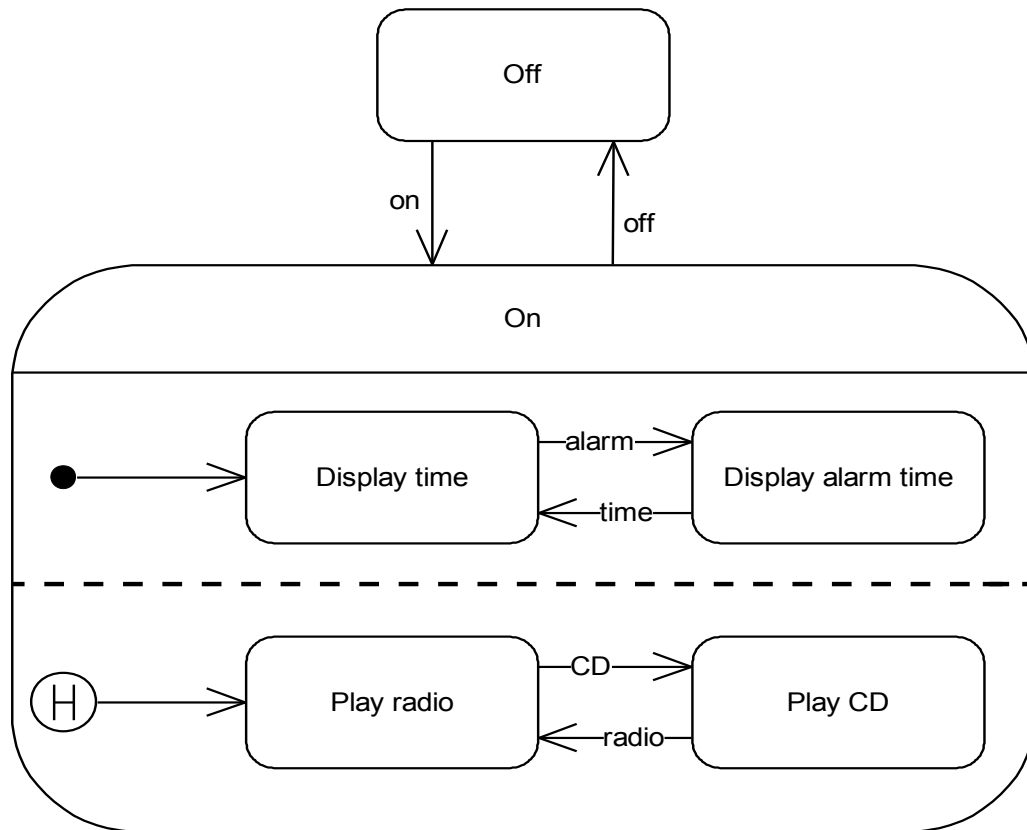 Off
on
off
On
alarm
Display time
Display alarm time
time
CD
H
Play radio
Play CD
radio